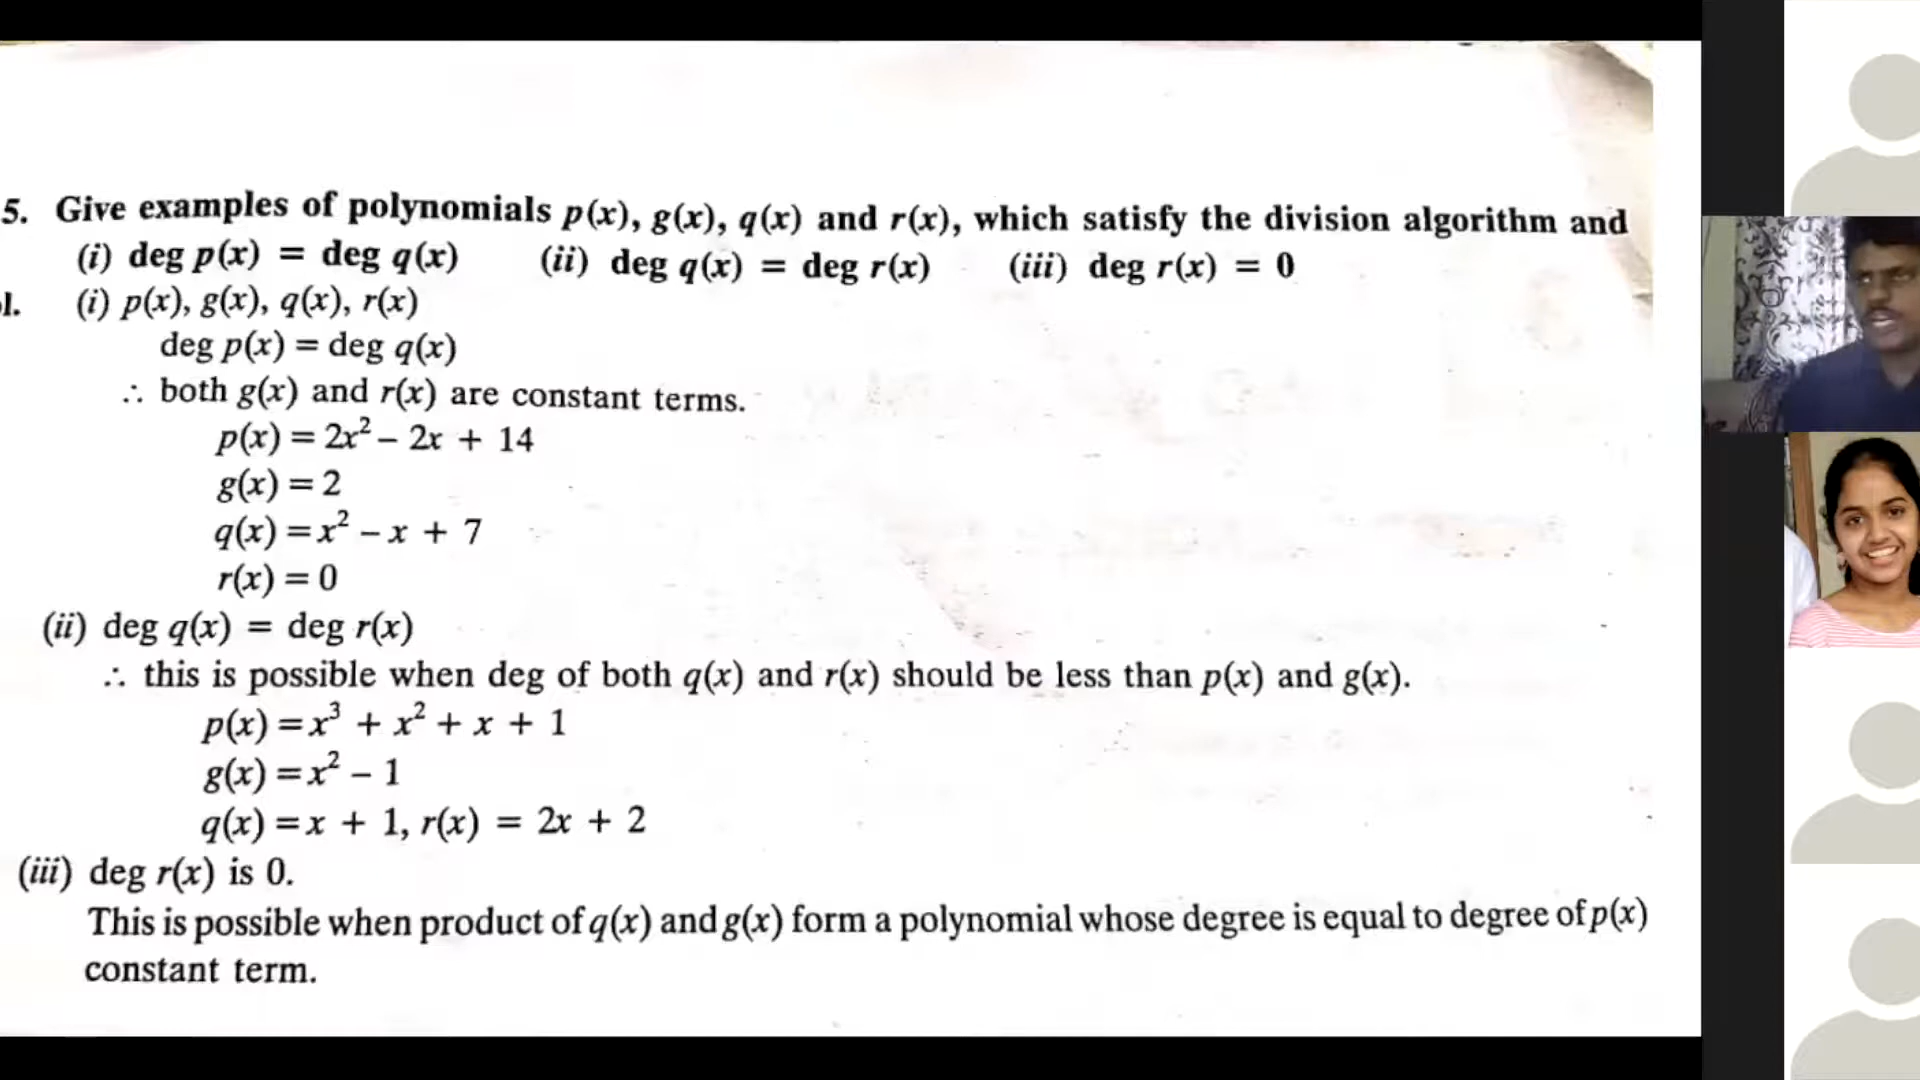 5. Give examples of polynomials p(x), g(x), q(x) and r(x), which satisfy the division algorithm and
(i) deg p(x) = deg q(x) (ii) deg q(x) = deg r(x) (iii) deg r(x) = 0
l. (i) p(x), g(x), q(x), r(x)
deg p(x) = deg q(x)
∴ both g(x) and r(x) are constant terms.
p(x) = 2x² – 2x + 14
g(x) = 2
q(x) = x² – x + 7
r(x) = 0
(ii) deg q(x) = deg r(x)
∴ this is possible when deg of both q(x) and r(x) should be less than p(x) and g(x).
p(x) = x³ + x² + x + 1
g(x) = x² – 1
q(x) = x + 1, r(x) = 2x + 2
(iii) deg r(x) is 0.
This is possible when product of q(x) and g(x) form a polynomial whose degree is equal to degree of p(x)
constant term.